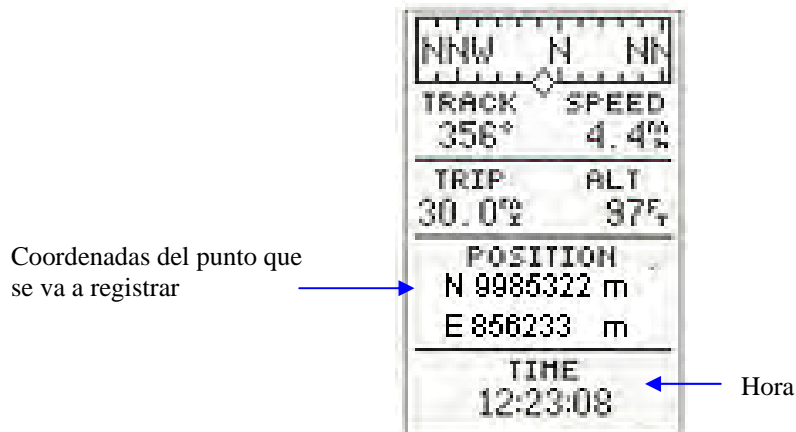 NNW N NN
TRACK SPEED
356° 4.4
TRIP ALT
30.0 97
Coordenadas del punto que
se va a registrar
POSITION
N 9985322 m
E 856233 m
TIME
12:23:08
Hora